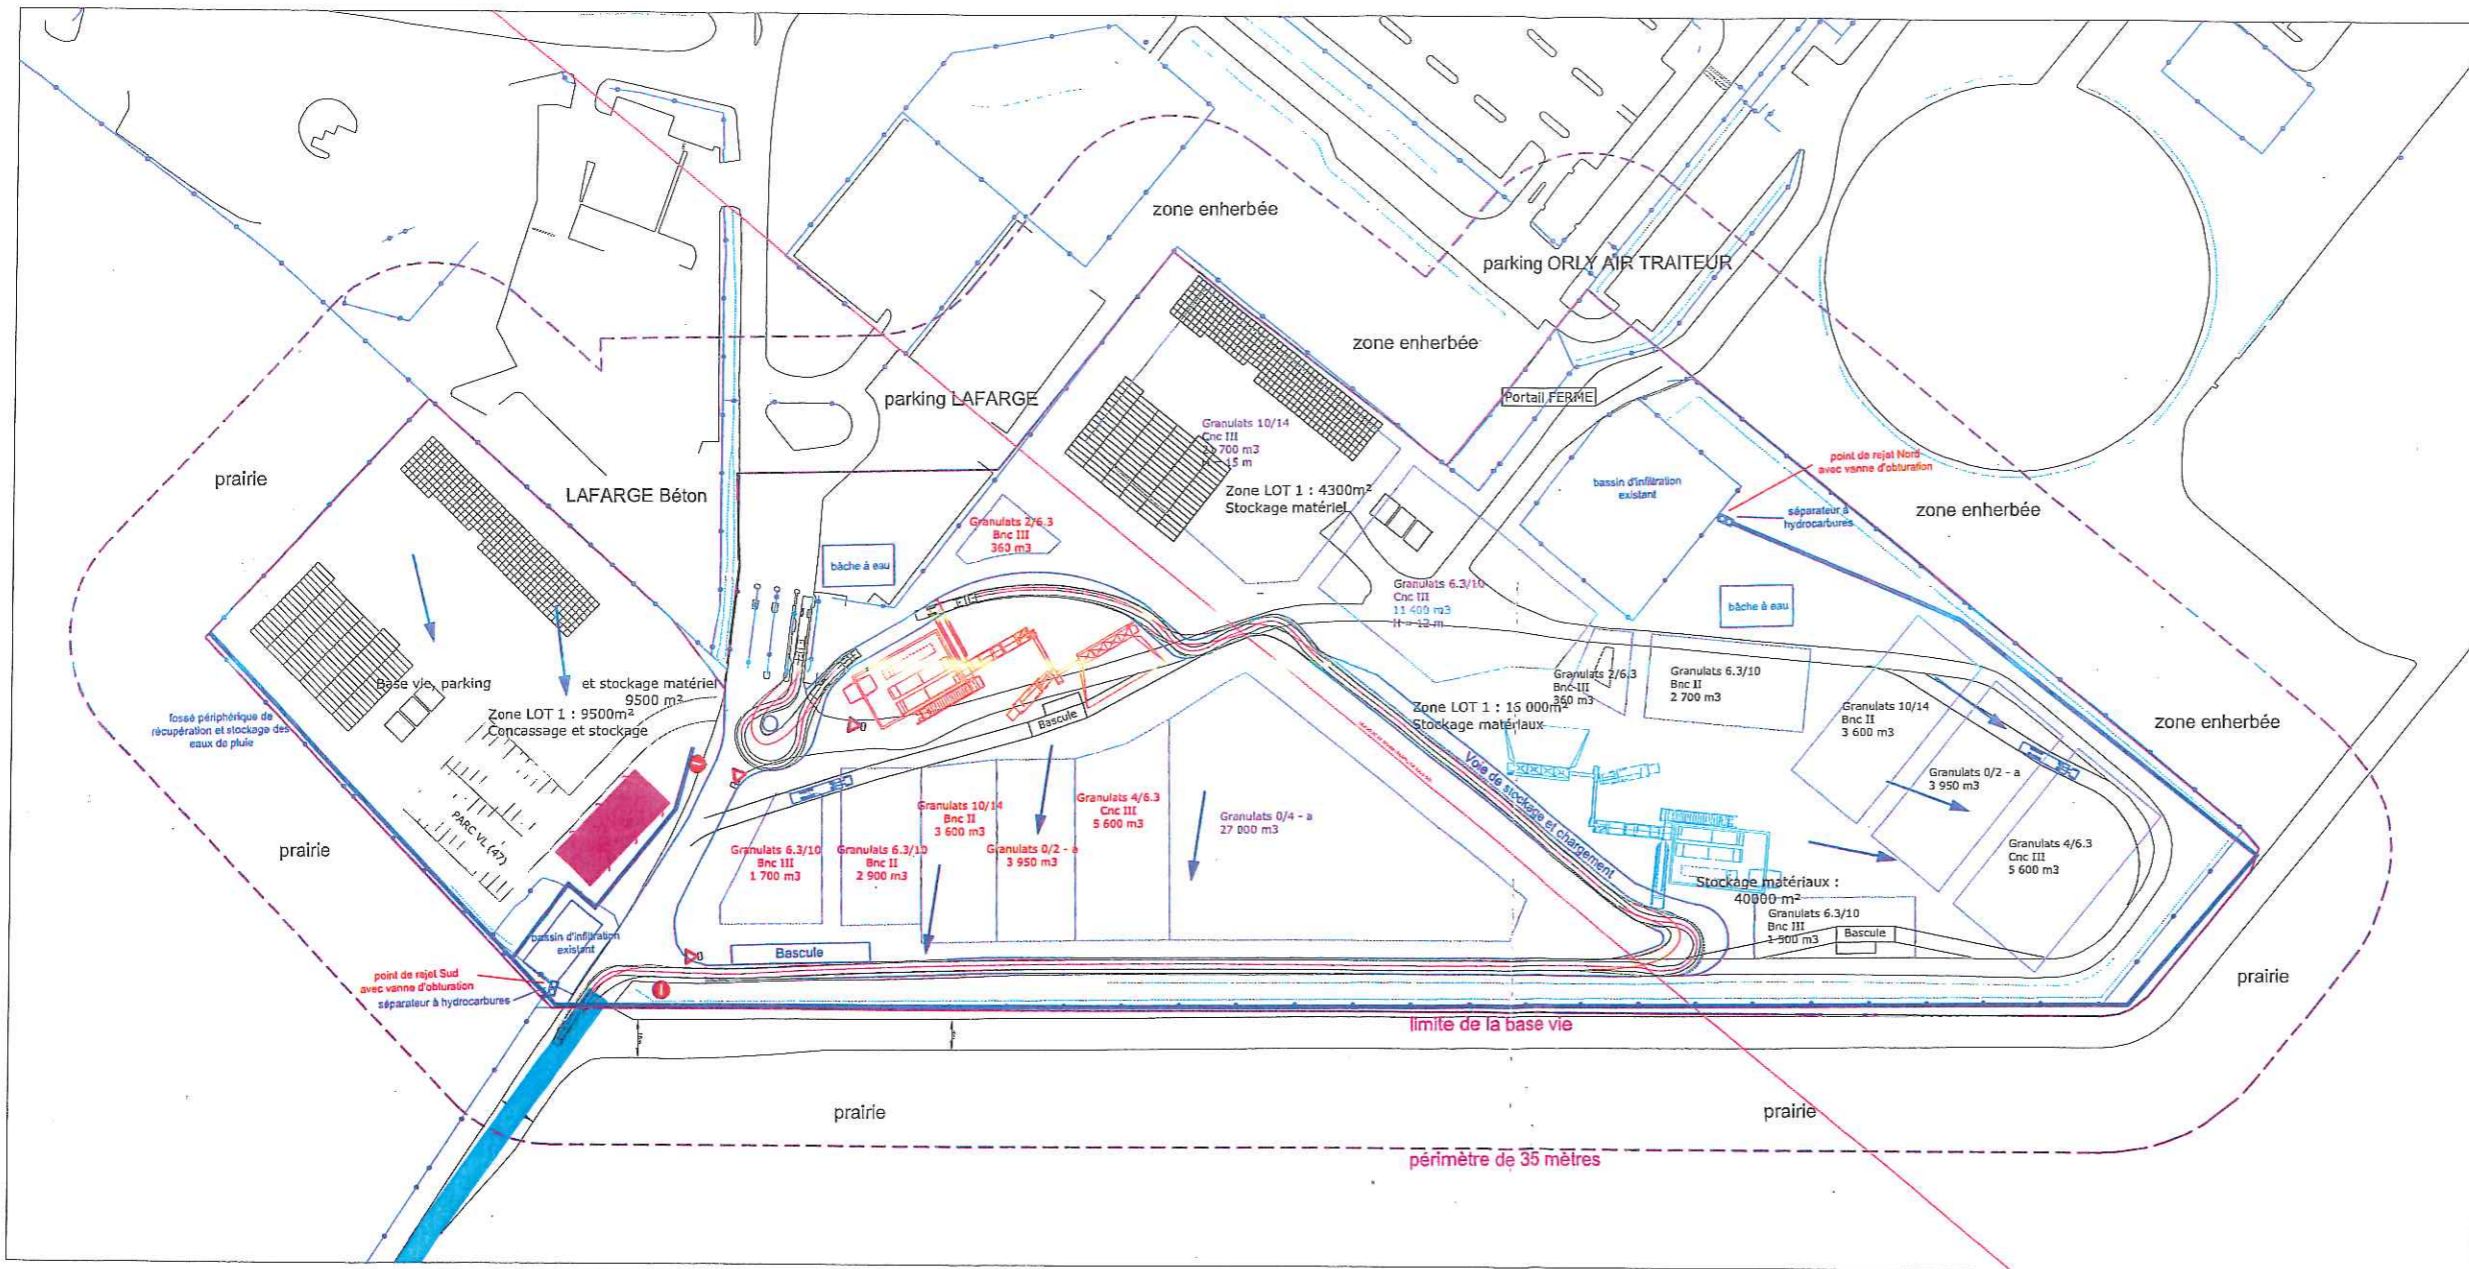 zone enherbée
parking ORLY AIR TRAITEUR
zone enherbée
Portail FERME
parking LAFARGE
Granulats 10/14
Cnc III
700 m3
15 m
prairie
LAFARGE Béton
Zone LOT 1 : 4300m²
Stockage matériel
point de rejet Nord
avec vanne d'obturation
bassin d'infiltration
existant
séparateur à
hydrocarbures
zone enherbée
Granulats 2/6.3
Bnc III
360 m3
bâche à eau
Granulats 6.3/10
Cnc III
11 400 m3
H = 12 m
bâche à eau
Base vie, parking
et stockage matériel
9500 m²
Zone LOT 1 : 9500m²
Concassage et stockage
fossé périphérique de
récupération et stockage des
eaux de pluie
Bascule
Zone LOT 1 : 16 000m²
Stockage matériaux
Granulats 2/6.3
Bnc III
360 m3
Granulats 6.3/10
Bnc II
2 700 m3
Granulats 10/14
Bnc II
3 600 m3
zone enherbée
Granulats 0/2 - a
3 950 m3
Voie de stockage et chargement
Granulats 10/14
Bnc II
3 600 m3
Granulats 4/6.3
Cnc III
5 600 m3
Granulats 0/4 - a
27 000 m3
Granulats 6.3/10
Bnc III
1 700 m3
Granulats 6.3/10
Bnc II
2 900 m3
Granulats 0/2 - a
3 950 m3
Granulats 4/6.3
Cnc III
5 600 m3
PARC VL (47)
prairie
Stockage matériaux :
40000 m²
Granulats 6.3/10
Bnc III
1 500 m3
Bascule
bassin d'infiltration
existant
Bascule
point de rejet Sud
avec vanne d'obturation
séparateur à hydrocarbures
prairie
limite de la base vie
prairie
prairie
périmètre de 35 mètres